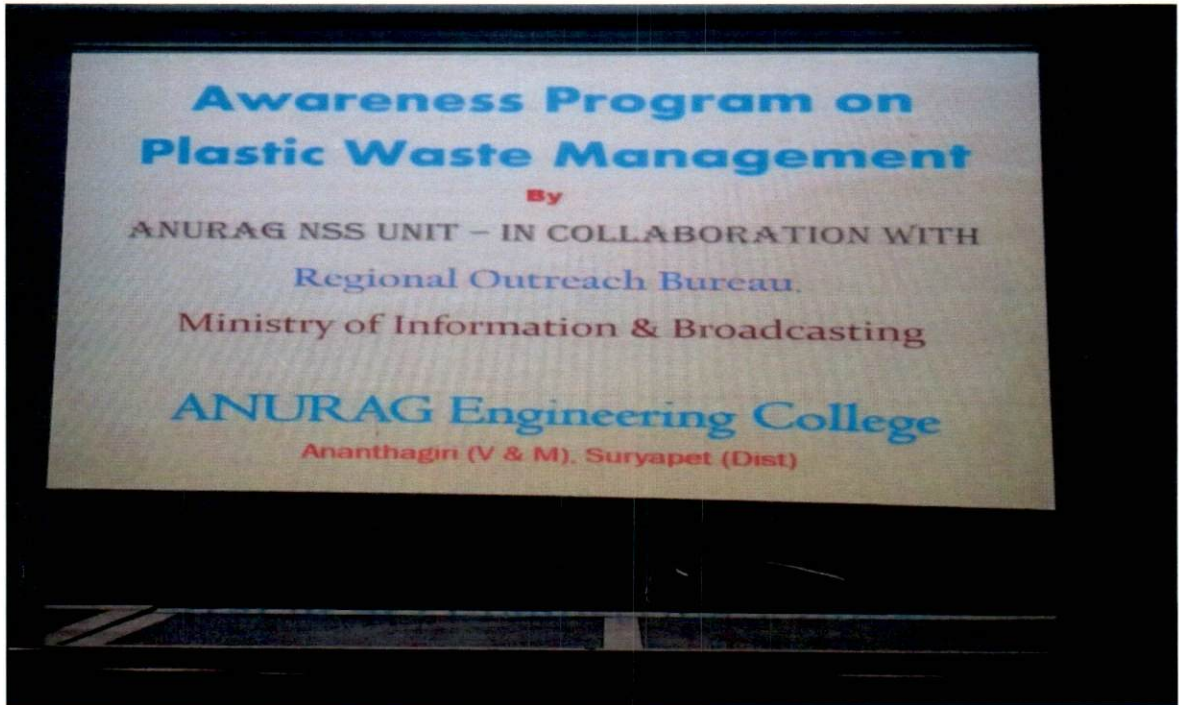 Awareness Program on
Plastic Waste Management
By
ANURAG NSS UNIT – IN COLLABORATION WITH
Regional Outreach Bureau,
Ministry of Information & Broadcasting
ANURAG Engineering College
Ananthagiri (V & M), Suryapet (Dist)